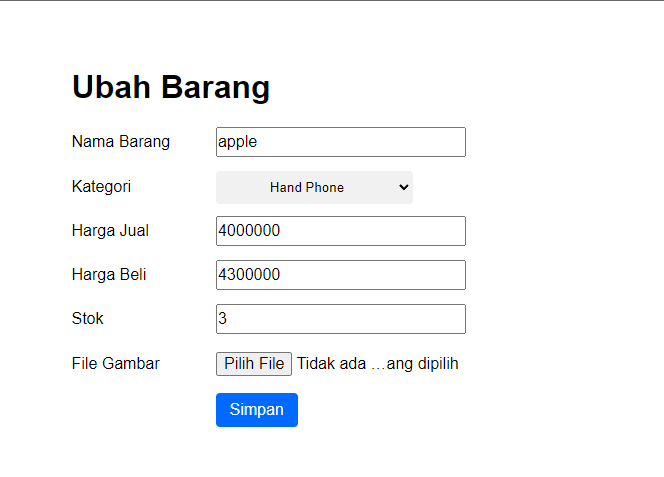 Ubah Barang
Nama Barang apple
Kategori Hand Phone
Harga Jual 4000000
Harga Beli 4300000
Stok 3
File Gambar Pilih File Tidak ada …ang dipilih
Simpan